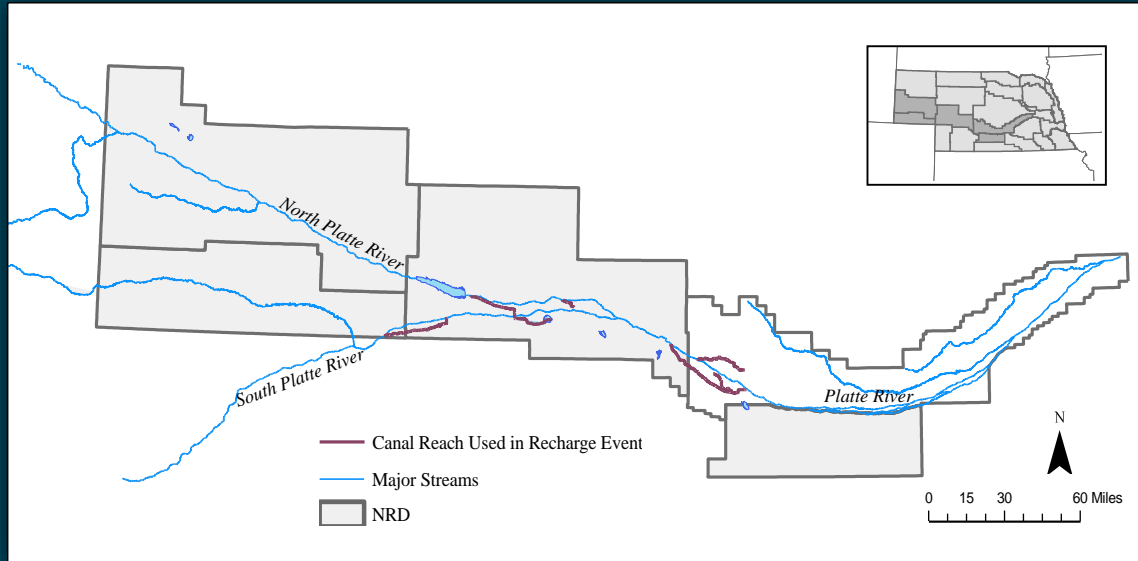 North Platte River
South Platte River
Platte River
Canal Reach Used in Recharge Event
Major Streams
NRD
N
0 15 30 60 Miles